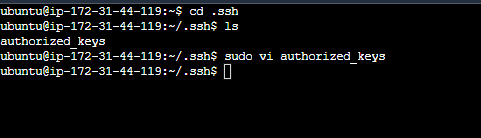 ubuntu@ip-172-31-44-119:~$ cd .ssh
ubuntu@ip-172-31-44-119:~/.ssh$ ls
authorized_keys
ubuntu@ip-172-31-44-119:~/.ssh$ sudo vi authorized_keys
ubuntu@ip-172-31-44-119:~/.ssh$